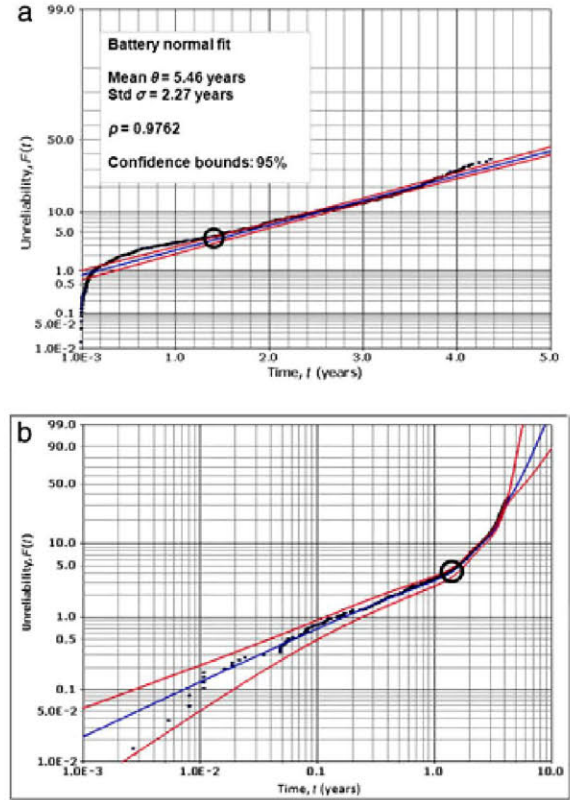 a
99.0
Battery normal fit
Mean θ = 5.46 years
Std σ = 2.27 years
ρ = 0.9762
Confidence bounds: 95%
50.0
10.0
5.0
1.0
0.5
0.1
5.0E-2
1.0E-2
Unreliability, F(t)
1.0E-3 1.0 2.0 3.0 4.0 5.0
Time, t (years)
b
99.0
90.0
50.0
10.0
5.0
1.0
0.5
0.1
5.0E-2
1.0E-2
Unreliability, F(t)
1.0E-3 1.0E-2 0.1 1.0 10.0
Time, t (years)